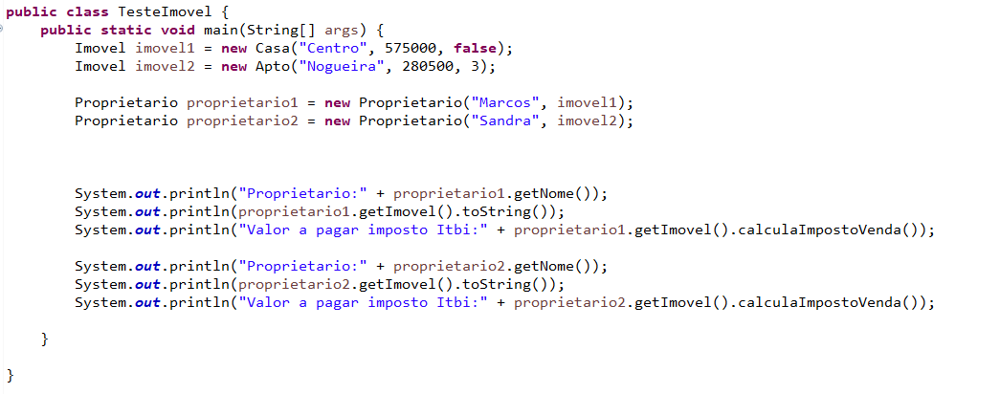 public class TesteImovel {
    public static void main(String[] args) {
        Imovel imovel1 = new Casa("Centro", 575000, false);
        Imovel imovel2 = new Apto("Nogueira", 280500, 3);
        Proprietario proprietario1 = new Proprietario("Marcos", imovel1);
        Proprietario proprietario2 = new Proprietario("Sandra", imovel2);
        System.out.println("Proprietario:" + proprietario1.getNome());
        System.out.println(proprietario1.getImovel().toString());
        System.out.println("Valor a pagar imposto Itbi:" + proprietario1.getImovel().calculaImpostoVenda());
        System.out.println("Proprietario:" + proprietario2.getNome());
        System.out.println(proprietario2.getImovel().toString());
        System.out.println("Valor a pagar imposto Itbi:" + proprietario2.getImovel().calculaImpostoVenda());
    }
}